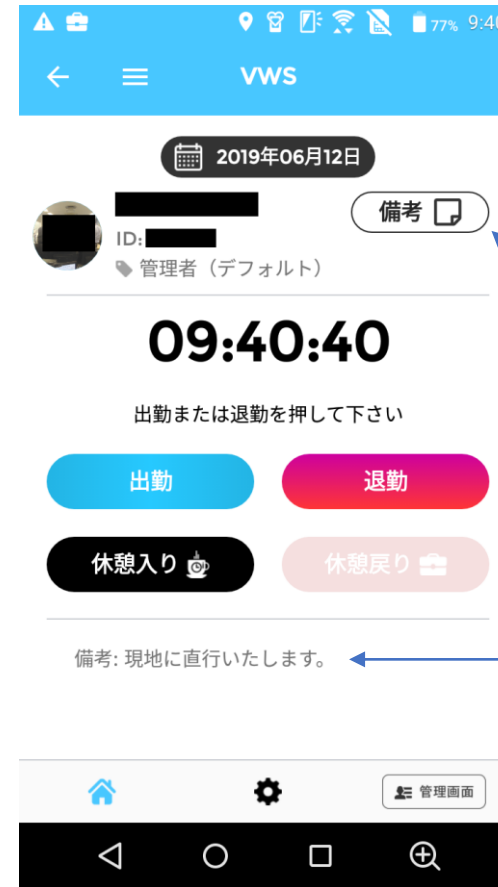 77% 9:40
VWS
2019年06月12日
備考
ID:
管理者（デフォルト）
09:40:40
出勤または退勤を押して下さい
出勤
退勤
休憩入り
休憩戻り
備考: 現地に直行いたします。
管理画面